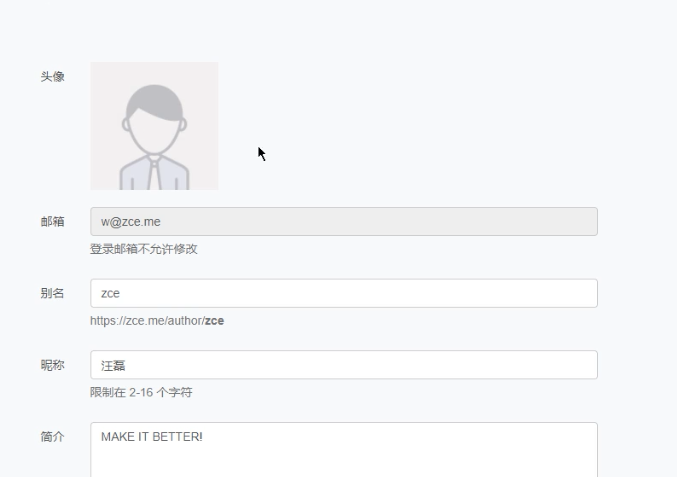 头像
邮箱
w@zce.me
登录邮箱不允许修改
别名
zce
https://zce.me/author/zce
昵称
汪磊
限制在 2-16 个字符
简介
MAKE IT BETTER!